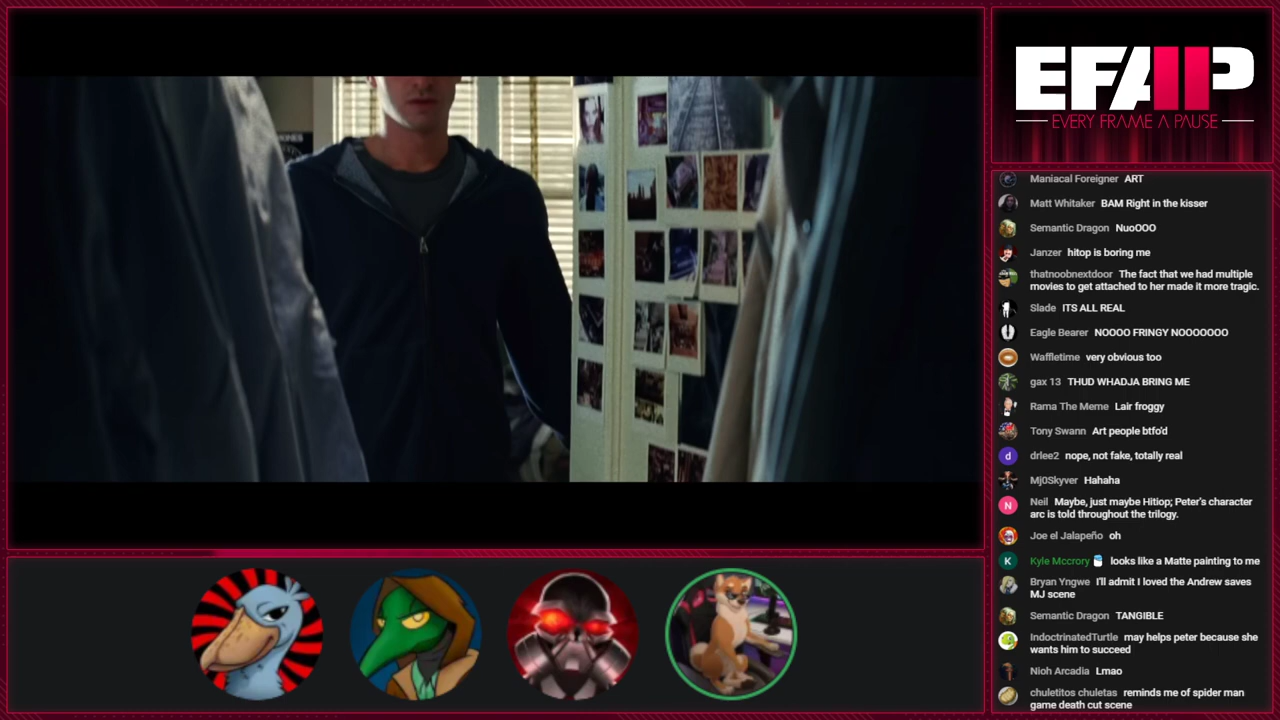 EFAP
EVERY FRAME A PAUSE
Maniacal Foreigner ART
Matt Whitaker BAM Right in the kisser
Semantic Dragon NuoOOO
Janzer hitop is boring me
thatnoobnextdoor The fact that we had multiple
movies to get attached to her made it more tragic.
Slade ITS ALL REAL
Eagle Bearer NOOOO FRINGY NOOOOOOO
Waffletime very obvious too
gax 13 THUD WHADJA BRING ME
Rama The Meme Lair froggy
Tony Swann Art people btfo'd
d drlee2 nope, not fake, totally real
Mj0Skyver Hahaha
N Neil Maybe, just maybe Hitiop; Peter's character
arc is told throughout the trilogy.
Joe el Jalapeño oh
K Kyle Mccrory looks like a Matte painting to me
Bryan Yngwe I'll admit I loved the Andrew saves
MJ scene
Semantic Dragon TANGIBLE
IndoctrinatedTurtle may helps peter because she
wants him to succeed
Nioh Arcadia Lmao
chuletitos chuletas reminds me of spider man
game death cut scene